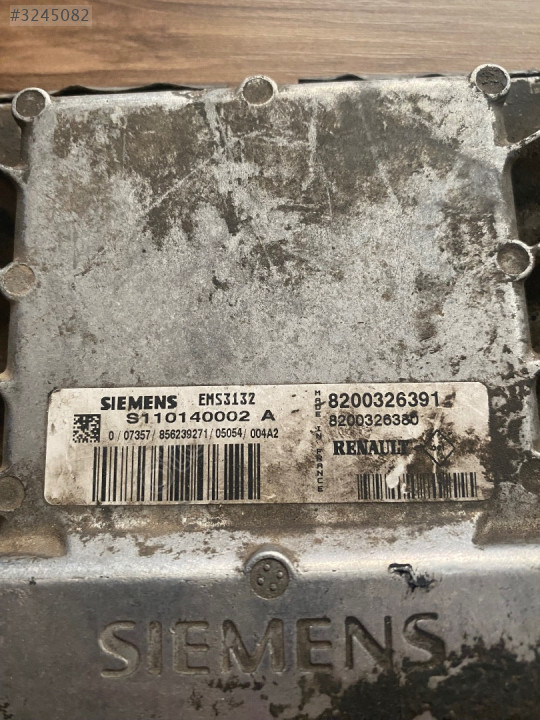 #3245082
SIEMENS EMS3132
S110140002 A
0 / 07357 / 856239271 / 05054 / 004A2
MADE IN FRANCE
8200326391
8200326380
RENAULT
SIEMENS